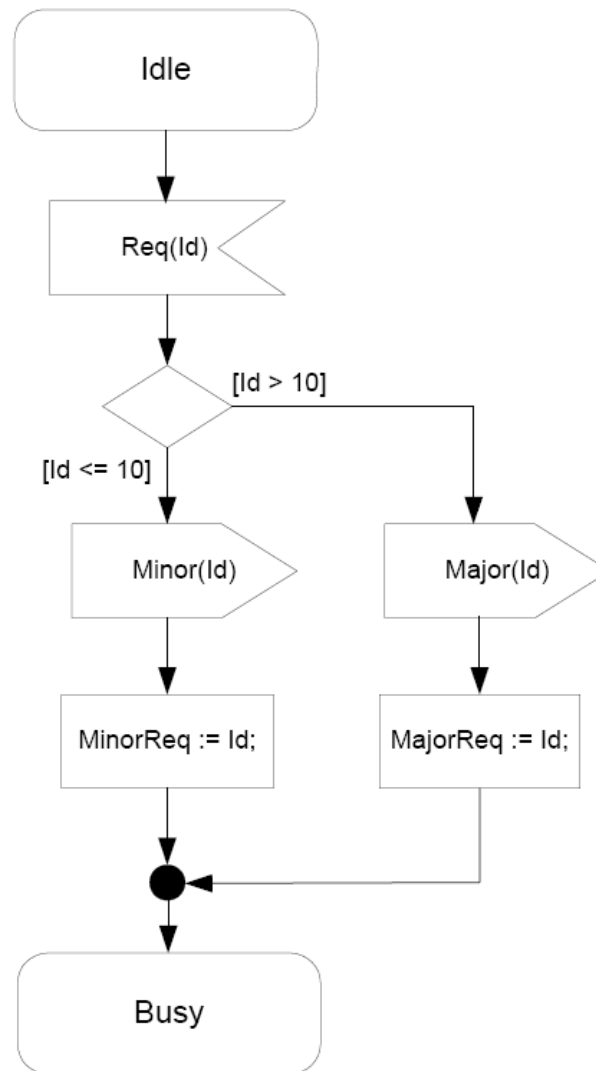 Idle
Req(Id)
[Id > 10]
[Id <= 10]
Minor(Id)
Major(Id)
MinorReq := Id;
MajorReq := Id;
Busy